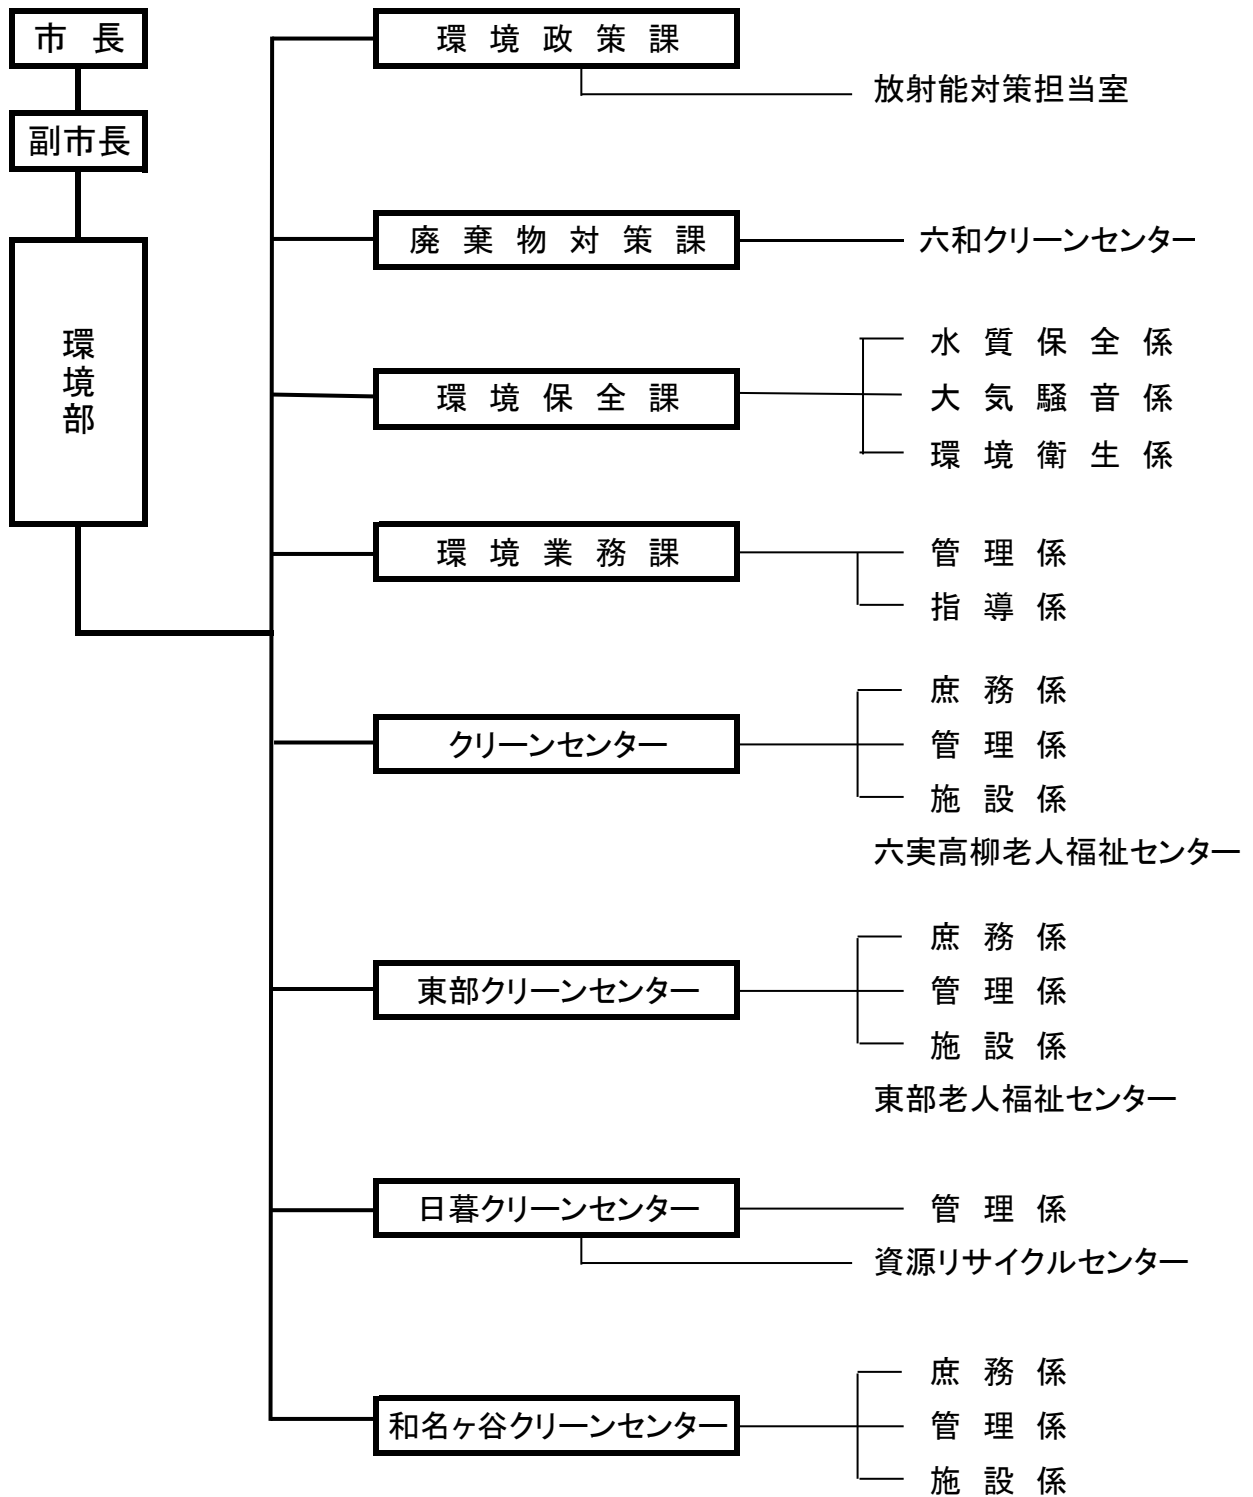 市長
副市長
環境部
環境政策課
放射能対策担当室
廃棄物対策課
六和クリーンセンター
環境保全課
水質保全係
大気騒音係
環境衛生係
環境業務課
管理係
指導係
クリーンセンター
庶務係
管理係
施設係
六実高柳老人福祉センター
東部クリーンセンター
庶務係
管理係
施設係
東部老人福祉センター
日暮クリーンセンター
管理係
資源リサイクルセンター
和名ヶ谷クリーンセンター
庶務係
管理係
施設係